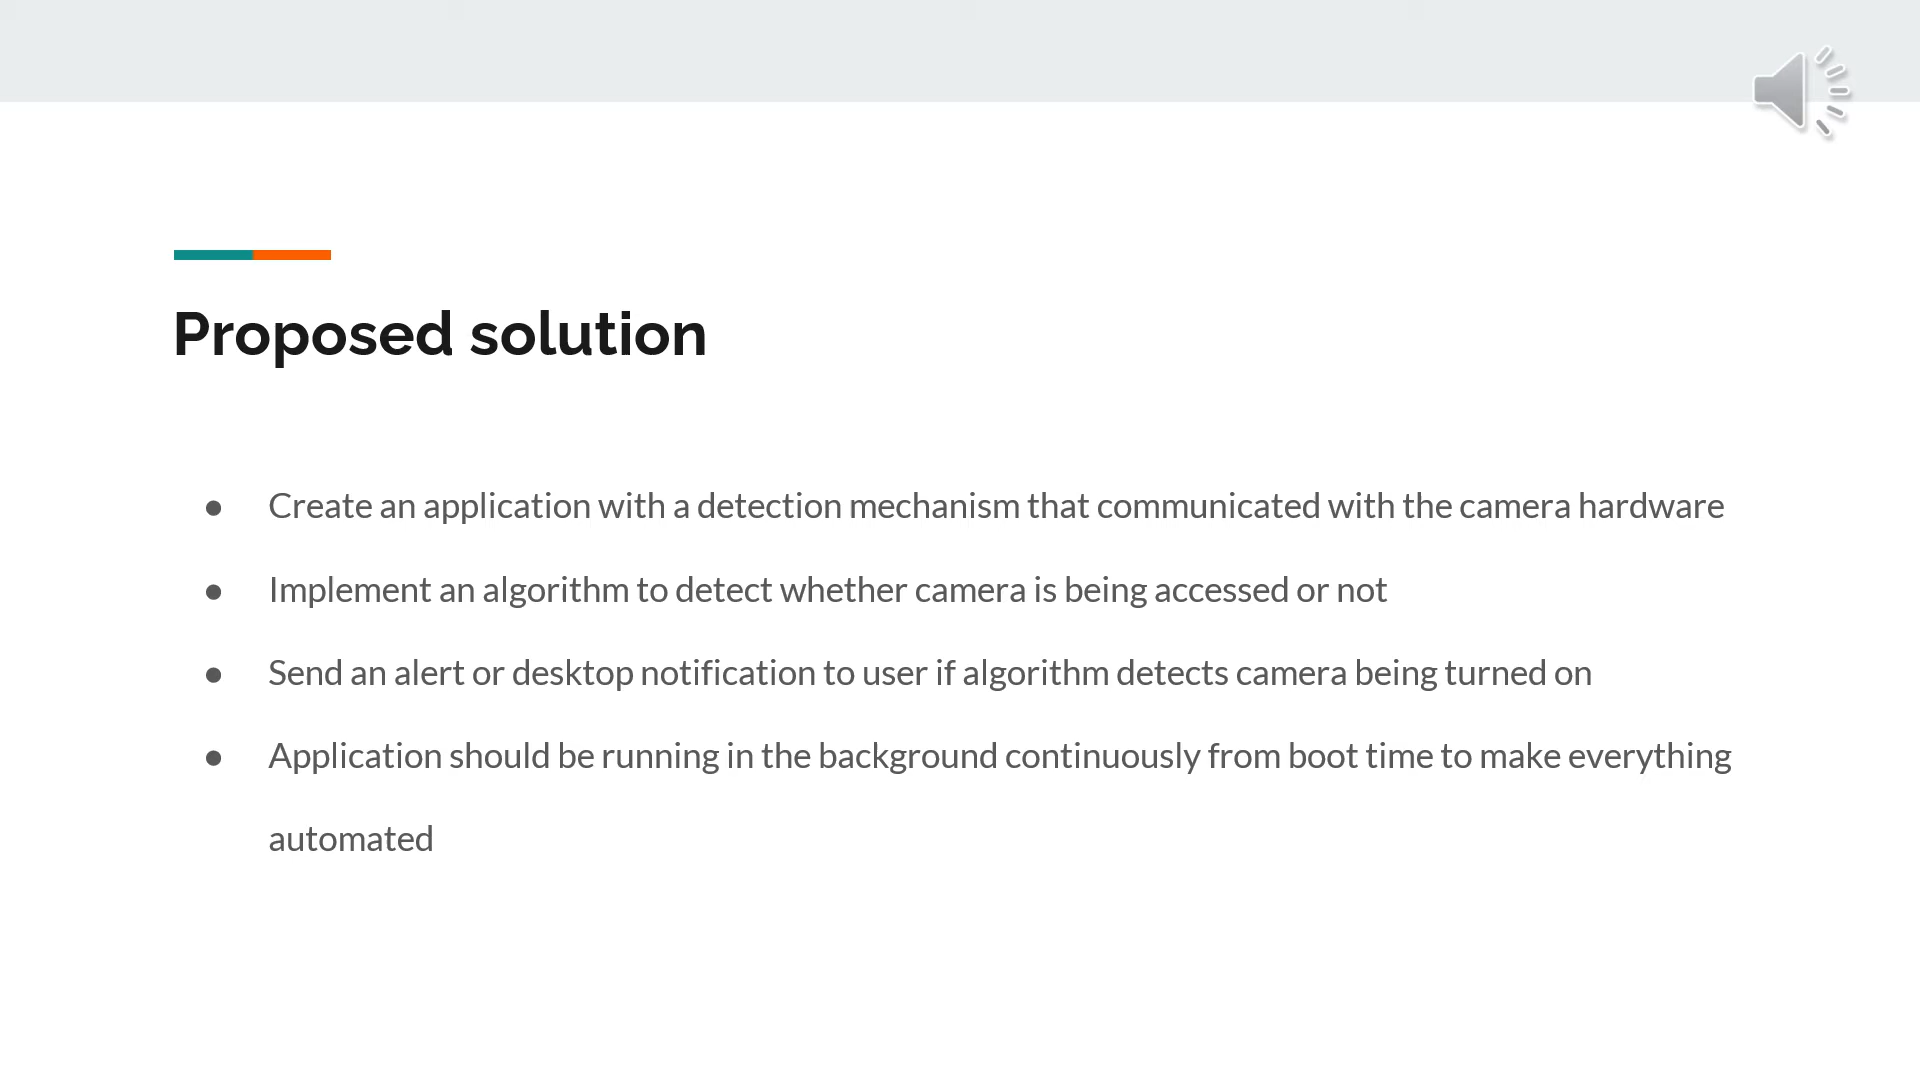 Proposed solution
● Create an application with a detection mechanism that communicated with the camera hardware
● Implement an algorithm to detect whether camera is being accessed or not
● Send an alert or desktop notification to user if algorithm detects camera being turned on
● Application should be running in the background continuously from boot time to make everything
automated